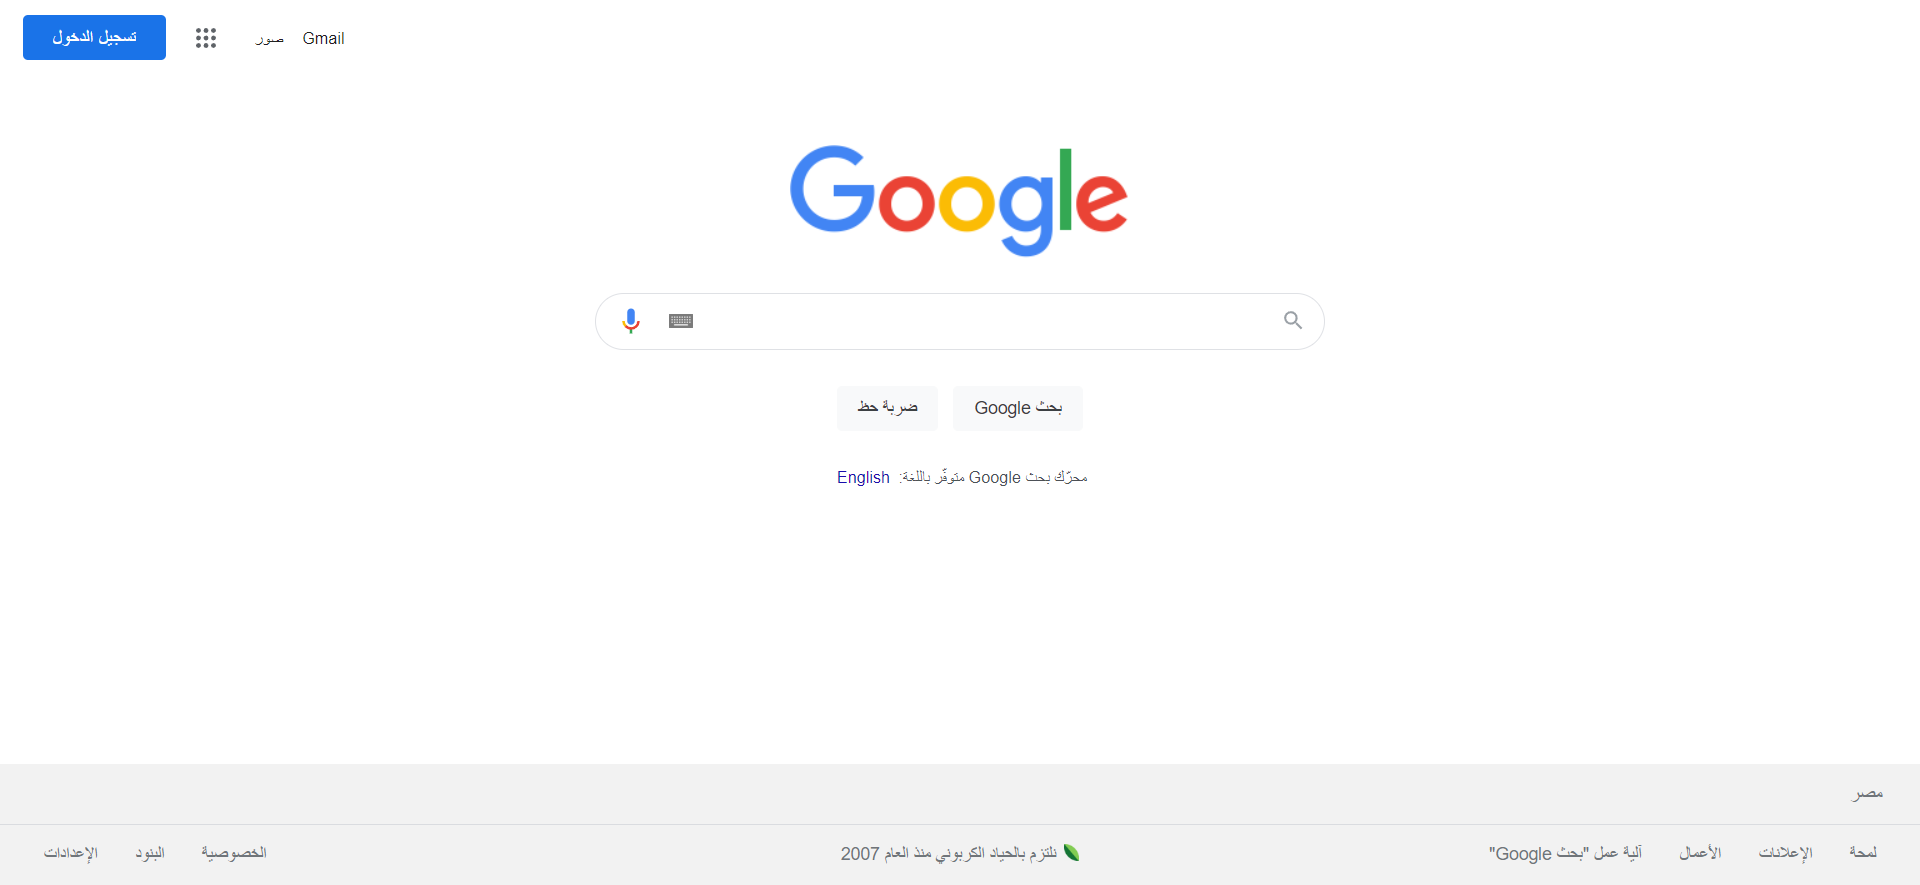 Gmail صور تسجيل الدخول
Google
بحث Google ضربة حظ
محرّك بحث Google متوفّر باللغة: English
مصر
لمحة الإعلانات الأعمال آلية عمل "بحث Google" نلتزم بالحياد الكربوني منذ العام 2007 الخصوصية البنود الإعدادات